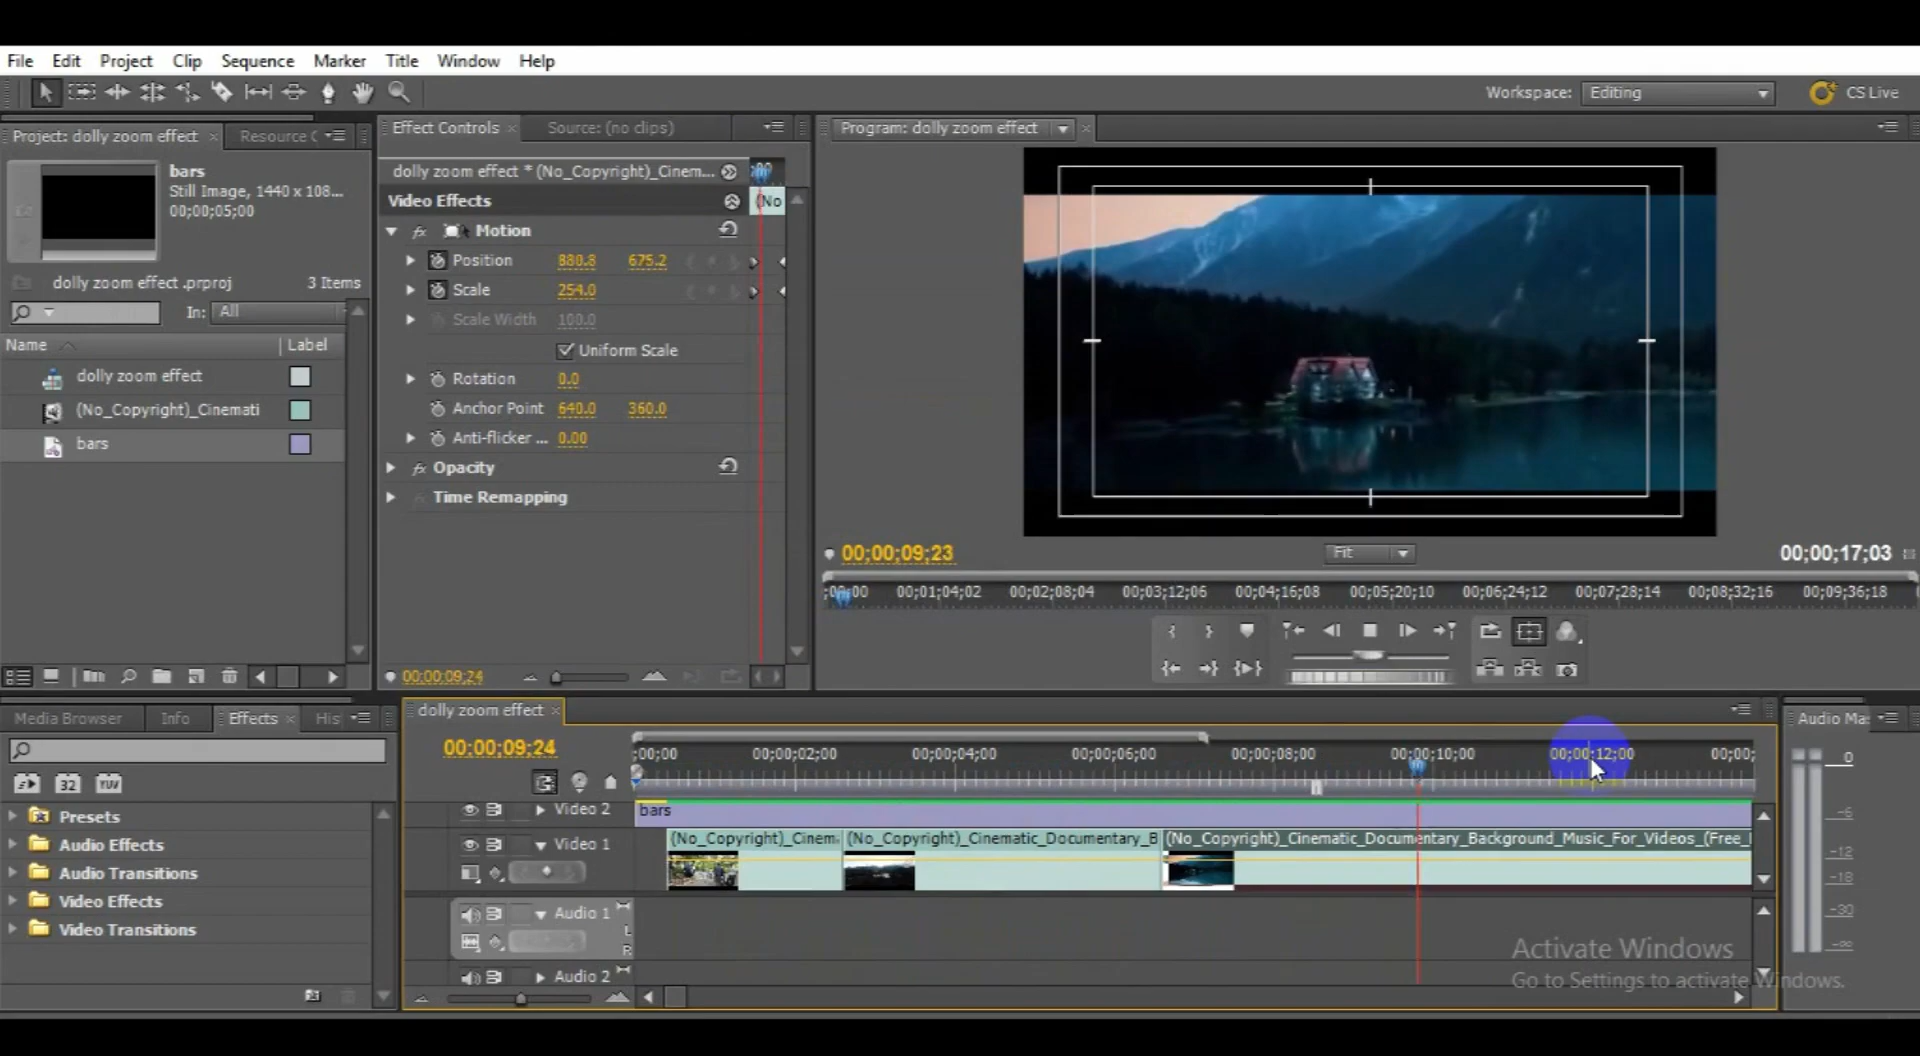 File Edit Project Clip Sequence Marker Title Window Help
Workspace: Editing CS Live
Project: dolly zoom effect × Resource C
bars
Still Image, 1440 x 108...
00;00;05;00
dolly zoom effect .prproj 3 Items
In: All
Name Label
dolly zoom effect
(No_Copyright)_Cinemati
bars
Effect Controls × Source: (no clips)
dolly zoom effect * (No_Copyright)_Cinem...
Video Effects (No
fx Motion
Position 880.8 675.2
Scale 254.0
Scale Width 100.0
Uniform Scale
Rotation 0.0
Anchor Point 640.0 360.0
Anti-flicker ... 0.00
fx Opacity
Time Remapping
00;00;09;24
Program: dolly zoom effect ×
00;00;09;23 Fit 00;00;17;03
;00;00 00;01;04;02 00;02;08;04 00;03;12;06 00;04;16;08 00;05;20;10 00;06;24;12 00;07;28;14 00;08;32;16 00;09;36;18
Media Browser Info Effects × His
32 YUV
Presets
Audio Effects
Audio Transitions
Video Effects
Video Transitions
dolly zoom effect ×
00;00;09;24
;00;00 00;00;02;00 00;00;04;00 00;00;06;00 00;00;08;00 00;00;10;00 00;00;12;00 00;00;
Video 2 bars
Video 1 (No_Copyright)_Cinem. (No_Copyright)_Cinematic_Documentary_B (No_Copyright)_Cinematic_Documentary_Background_Music_For_Videos_(Free_
Audio 1
L
R
Audio 2
Audio Ma
0
-6
-12
-18
-30
-∞
Activate Windows
Go to Settings to activate Windows.